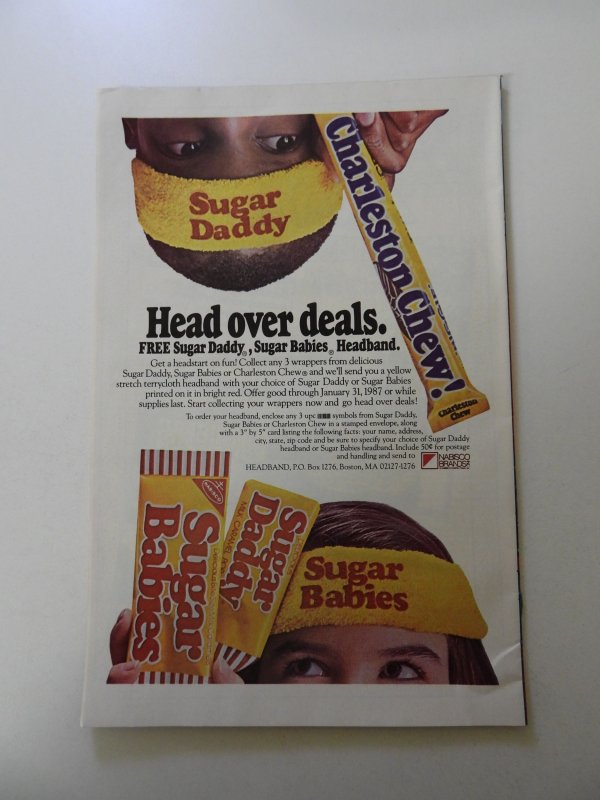 Sugar
Daddy
Charleston Chew!
Charleston
Chew
Head over deals.
FREE Sugar Daddy®, Sugar Babies® Headband.
Get a headstart on fun! Collect any 3 wrappers from delicious
Sugar Daddy, Sugar Babies or Charleston Chew® and we'll send you a yellow
stretch terrycloth headband with your choice of Sugar Daddy or Sugar Babies
printed on it in bright red. Offer good through January 31, 1987 or while
supplies last. Start collecting your wrappers now and go head over deals!
To order your headband, enclose any 3 upc symbols from Sugar Daddy,
Sugar Babies or Charleston Chew in a stamped envelope, along
with a 3" by 5" card listing the following facts: your name, address,
city, state, zip code and be sure to specify your choice of Sugar Daddy
headband or Sugar Babies headband. Include 50¢ for postage
and handling and send to
HEADBAND, P.O. Box 1276, Boston, MA 02127-1276
NABISCO
BRANDS
NABISCO
Sugar
Babies
Sugar
Daddy
MILK CARAMEL
Sugar
Babies